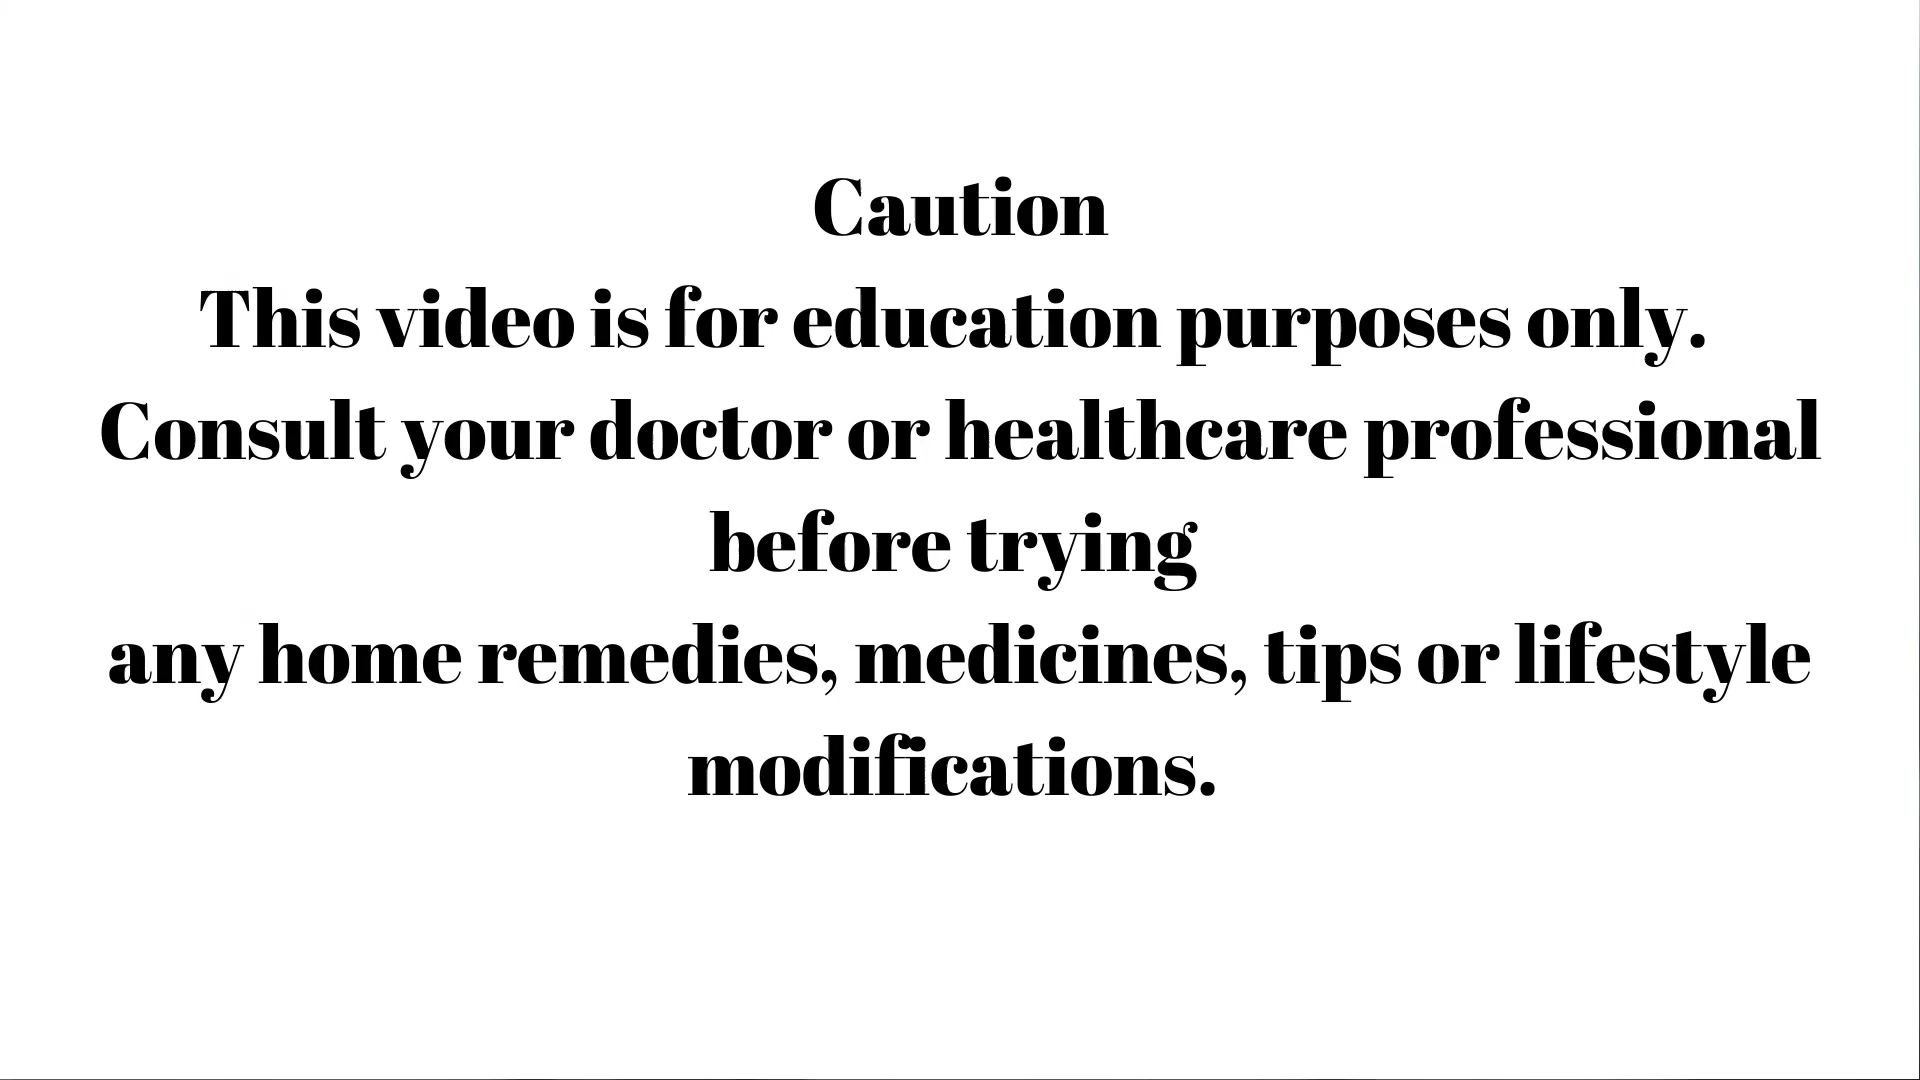 Caution
This video is for education purposes only.
Consult your doctor or healthcare professional
before trying
any home remedies, medicines, tips or lifestyle
modifications.